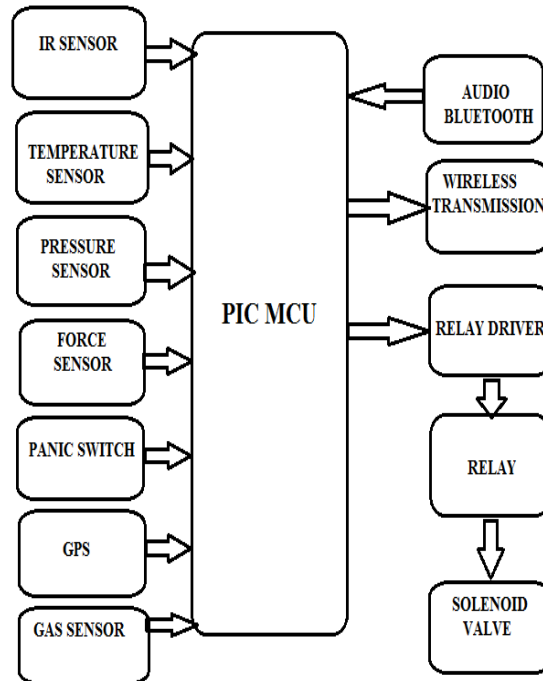 IR SENSOR
TEMPERATURE
SENSOR
PRESSURE
SENSOR
FORCE
SENSOR
PANIC SWITCH
GPS
GAS SENSOR
PIC MCU
AUDIO
BLUETOOTH
WIRELESS
TRANSMISSION
RELAY DRIVER
RELAY
SOLENOID
VALVE